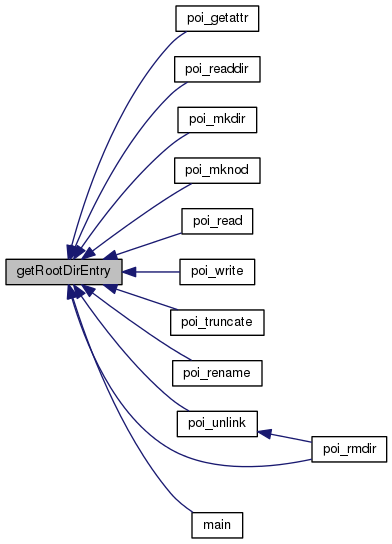 poi_getattr
poi_readdir
poi_mkdir
poi_mknod
poi_read
getRootDirEntry
poi_write
poi_truncate
poi_rename
poi_unlink
poi_rmdir
main